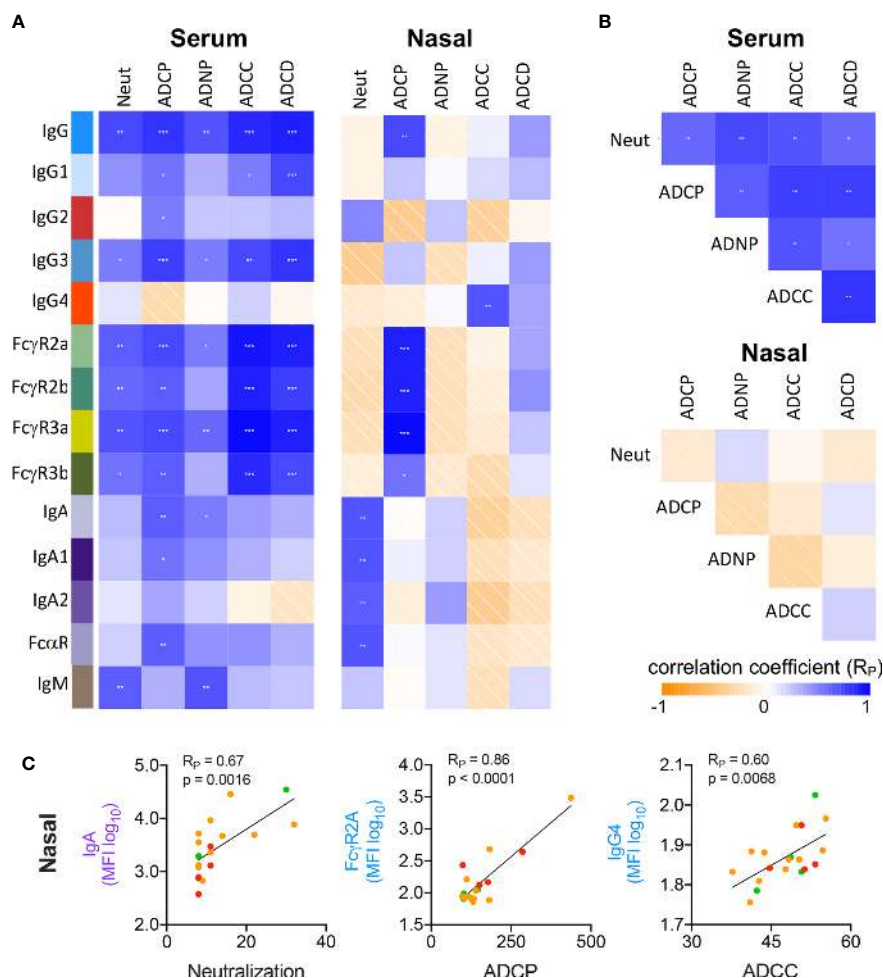 A
Serum
Nasal
Neut ADCP ADNP ADCC ADCD
Neut ADCP ADNP ADCC ADCD
IgG
IgG1
IgG2
IgG3
IgG4
FcγR2a
FcγR2b
FcγR3a
FcγR3b
IgA
IgA1
IgA2
FcαR
IgM
B
Serum
ADCP ADNP ADCC ADCD
Neut
ADCP
ADNP
ADCC
Nasal
ADCP ADNP ADCC ADCD
Neut
ADCP
ADNP
ADCC
correlation coefficient (RP)
-1 0 1
C
Nasal
RP = 0.67
p = 0.0016
IgA
(MFI log10)
5.0
4.0
3.0
2.0
0 20 40
Neutralization
RP = 0.86
p < 0.0001
FcγR2A
(MFI log10)
4.0
3.5
3.0
2.5
2.0
1.5
0 250 500
ADCP
RP = 0.60
p = 0.0068
IgG4
(MFI log10)
2.1
2.0
1.9
1.8
1.7
30 45 60
ADCC